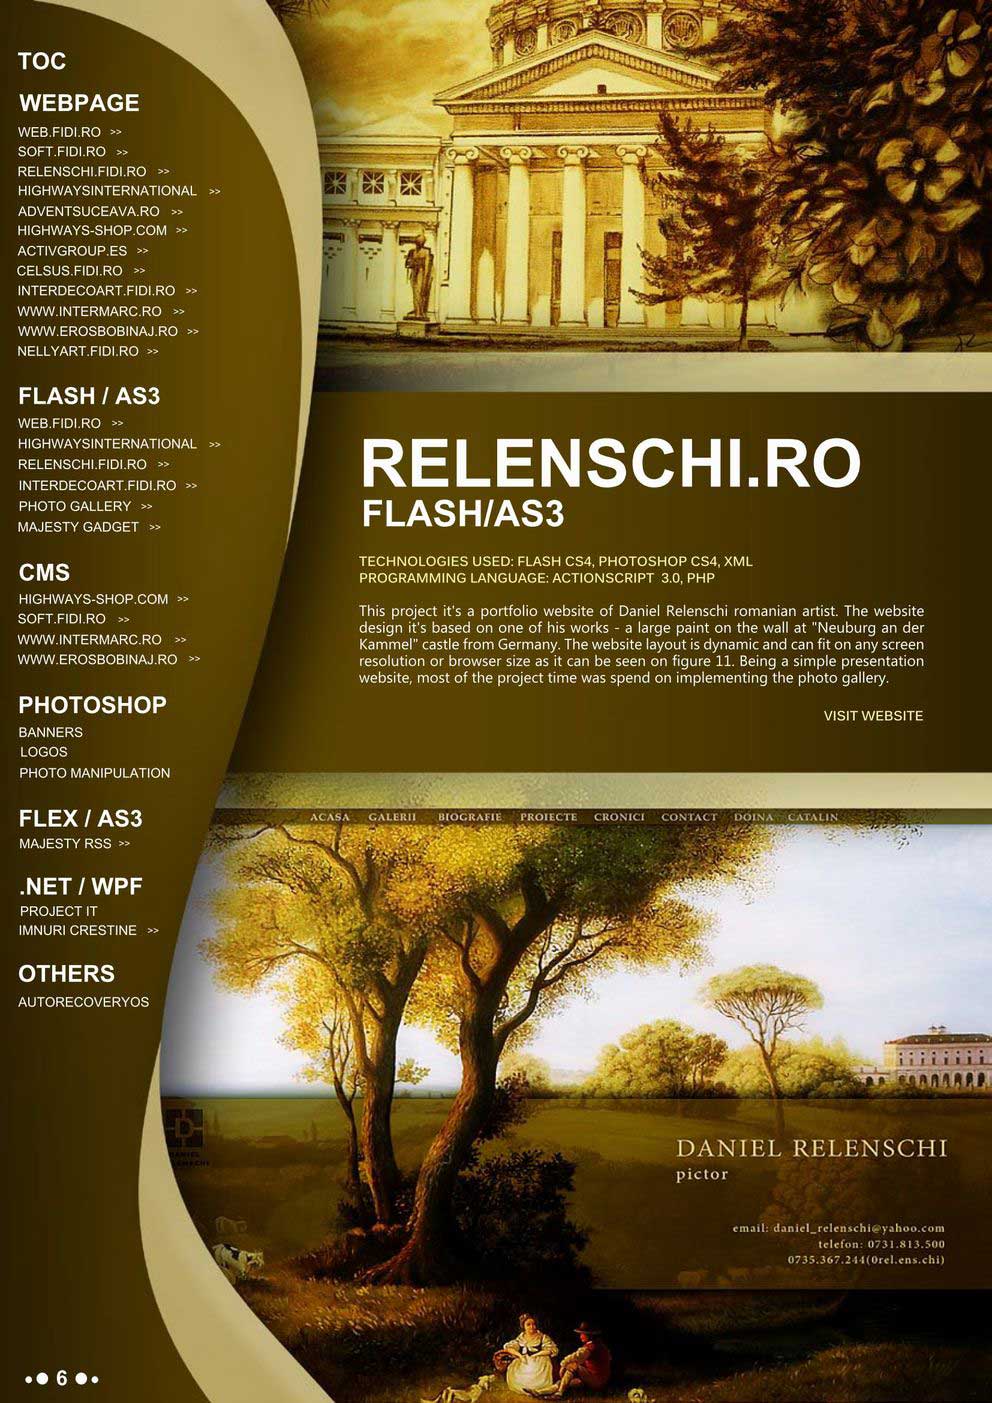 TOC
WEBPAGE
WEB.FIDI.RO >>
SOFT.FIDI.RO >>
RELENSCHI.FIDI.RO >>
HIGHWAYSINTERNATIONAL >>
ADVENTSUCEAVA.RO >>
HIGHWAYS-SHOP.COM >>
ACTIVGROUP.ES >>
CELSUS.FIDI.RO >>
INTERDECOART.FIDI.RO >>
WWW.INTERMARC.RO >>
WWW.EROSBOBINAJ.RO >>
NELLYART.FIDI.RO >>
FLASH / AS3
WEB.FIDI.RO >>
HIGHWAYSINTERNATIONAL >>
RELENSCHI.FIDI.RO >>
INTERDECOART.FIDI.RO >>
PHOTO GALLERY >>
MAJESTY GADGET >>
CMS
HIGHWAYS-SHOP.COM >>
SOFT.FIDI.RO >>
WWW.INTERMARC.RO >>
WWW.EROSBOBINAJ.RO >>
PHOTOSHOP
BANNERS
LOGOS
PHOTO MANIPULATION
FLEX / AS3
MAJESTY RSS >>
.NET / WPF
PROJECT IT
IMNURI CRESTINE >>
OTHERS
AUTORECOVERYOS
6
RELENSCHI.RO
FLASH/AS3
TECHNOLOGIES USED: FLASH CS4, PHOTOSHOP CS4, XML
PROGRAMMING LANGUAGE: ACTIONSCRIPT 3.0, PHP
This project it's a portfolio website of Daniel Relenschi romanian artist. The website
design it's based on one of his works - a large paint on the wall at "Neuburg an der
Kammel" castle from Germany. The website layout is dynamic and can fit on any screen
resolution or browser size as it can be seen on figure 11. Being a simple presentation
website, most of the project time was spend on implementing the photo gallery.
VISIT WEBSITE
ACASA GALERII BIOGRAFIE PROIECTE CRONICI CONTACT DOINA CATALIN
D
DANIEL RELENSCHI
pictor
email: daniel_relenschi@yahoo.com
telefon: 0731.813.500
0735.367.244(0rel.ens.chi)